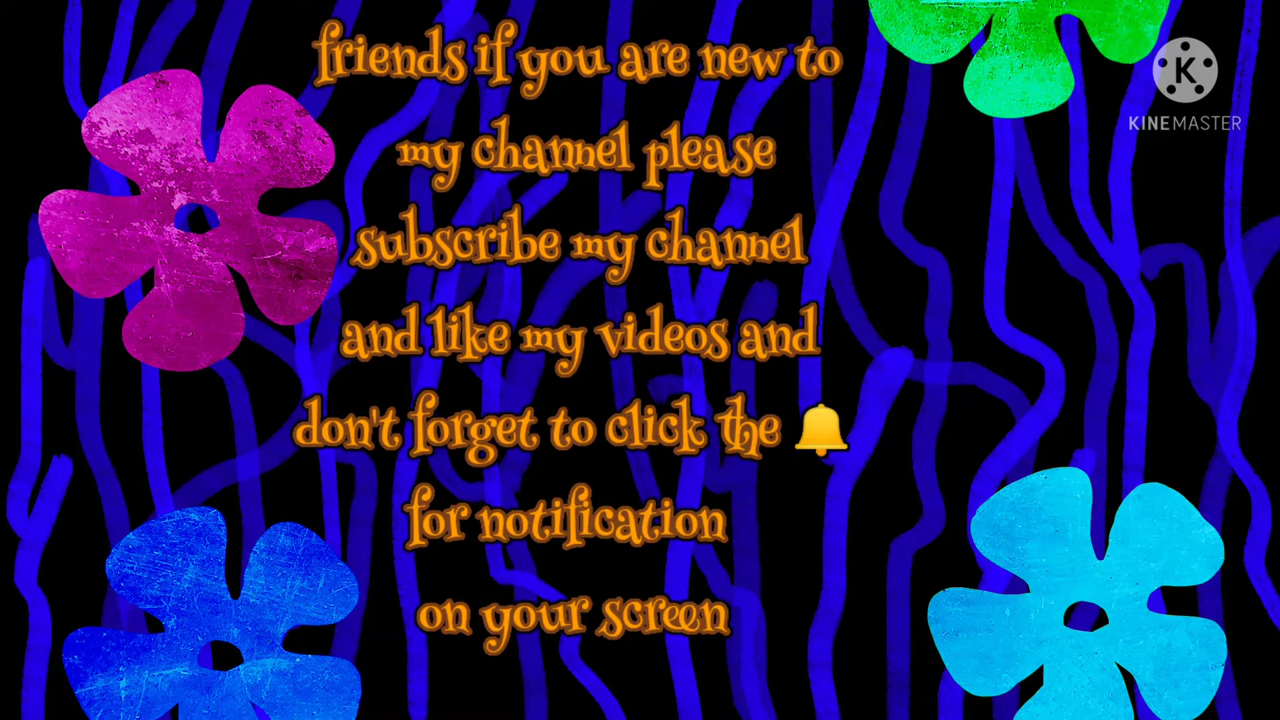 friends if you are new to
my channel please
subscribe my channel
and like my videos and
don't forget to click the 🔔
for notification
on your screen
K
KINEMASTER